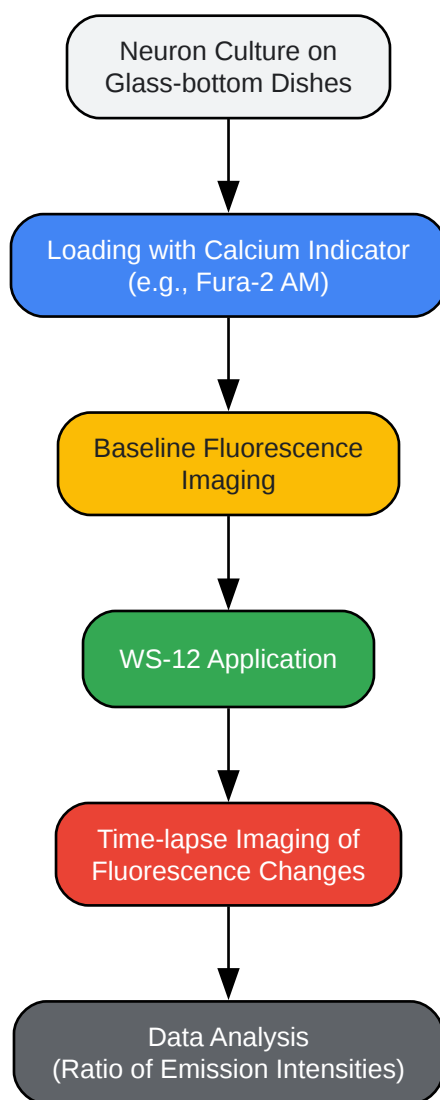 Neuron Culture on
Glass-bottom Dishes
Loading with Calcium Indicator
(e.g., Fura-2 AM)
Baseline Fluorescence
Imaging
WS-12 Application
Time-lapse Imaging of
Fluorescence Changes
Data Analysis
(Ratio of Emission Intensities)